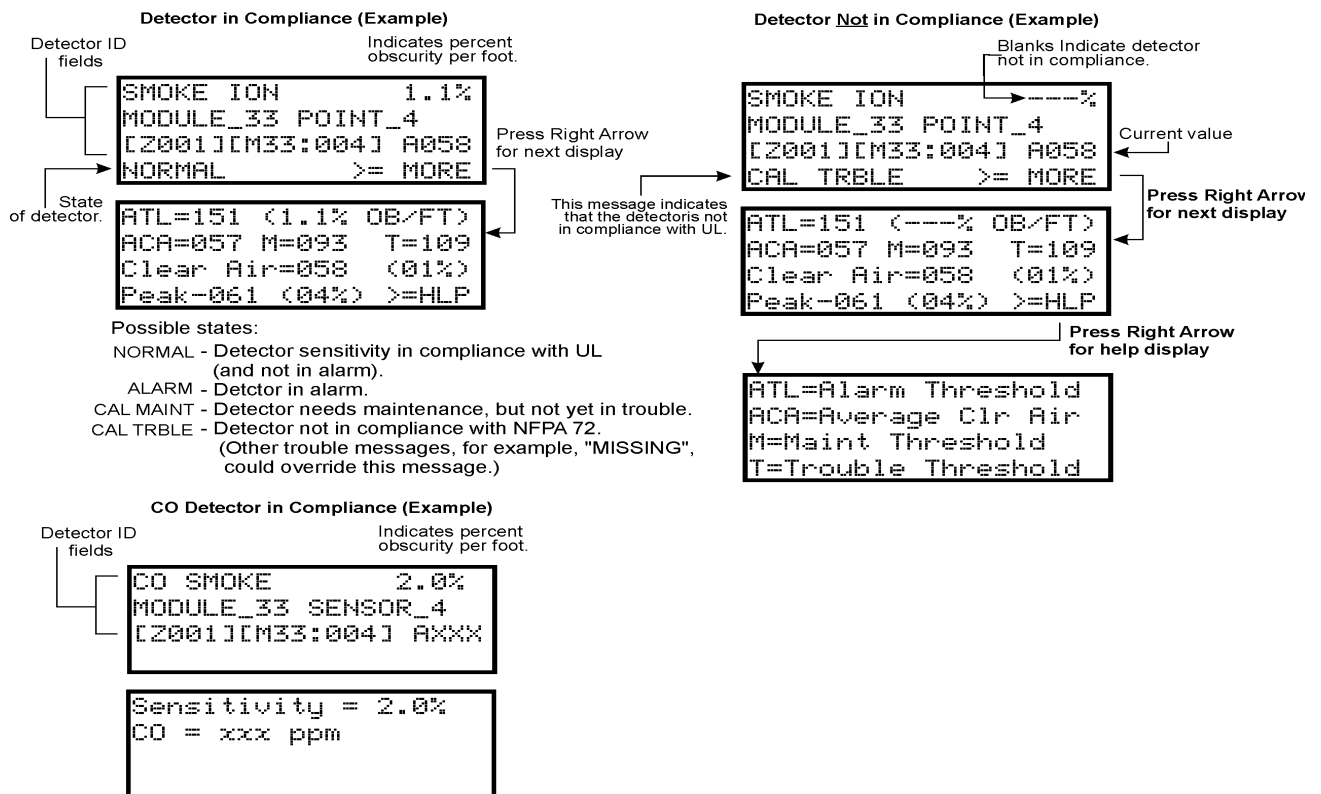 Detector in Compliance (Example)
Detector ID
fields
Indicates percent
obscurity per foot.
SMOKE ION 1.1%
MODULE_33 POINT_4
[Z001][M33:004] A058
NORMAL >= MORE
State
of detector.
Press Right Arrow
for next display
ATL=151 (1.1% OB/FT)
ACA=057 M=093 T=109
Clear Air=058 (01%)
Peak-061 (04%) >=HLP
Possible states:
NORMAL - Detector sensitivity in compliance with UL
(and not in alarm).
ALARM - Detctor in alarm.
CAL MAINT - Detector needs maintenance, but not yet in trouble.
CAL TRBLE - Detector not in compliance with NFPA 72.
(Other trouble messages, for example, "MISSING",
could override this message.)
Detector Not in Compliance (Example)
Blanks Indicate detector
not in compliance.
SMOKE ION ---%
MODULE_33 POINT_4
[Z001][M33:004] A058
CAL TRBLE >= MORE
Current value
This message indicates
that the detectoris not
in compliance with UL.
Press Right Arrow
for next display
ATL=151 (---% OB/FT)
ACA=057 M=093 T=109
Clear Air=058 (01%)
Peak-061 (04%) >=HLP
Press Right Arrow
for help display
ATL=Alarm Threshold
ACA=Average Clr Air
M=Maint Threshold
T=Trouble Threshold
CO Detector in Compliance (Example)
Detector ID
fields
Indicates percent
obscurity per foot.
CO SMOKE 2.0%
MODULE_33 SENSOR_4
[Z001][M33:004] AXXX
Sensitivity = 2.0%
CO = xxx ppm